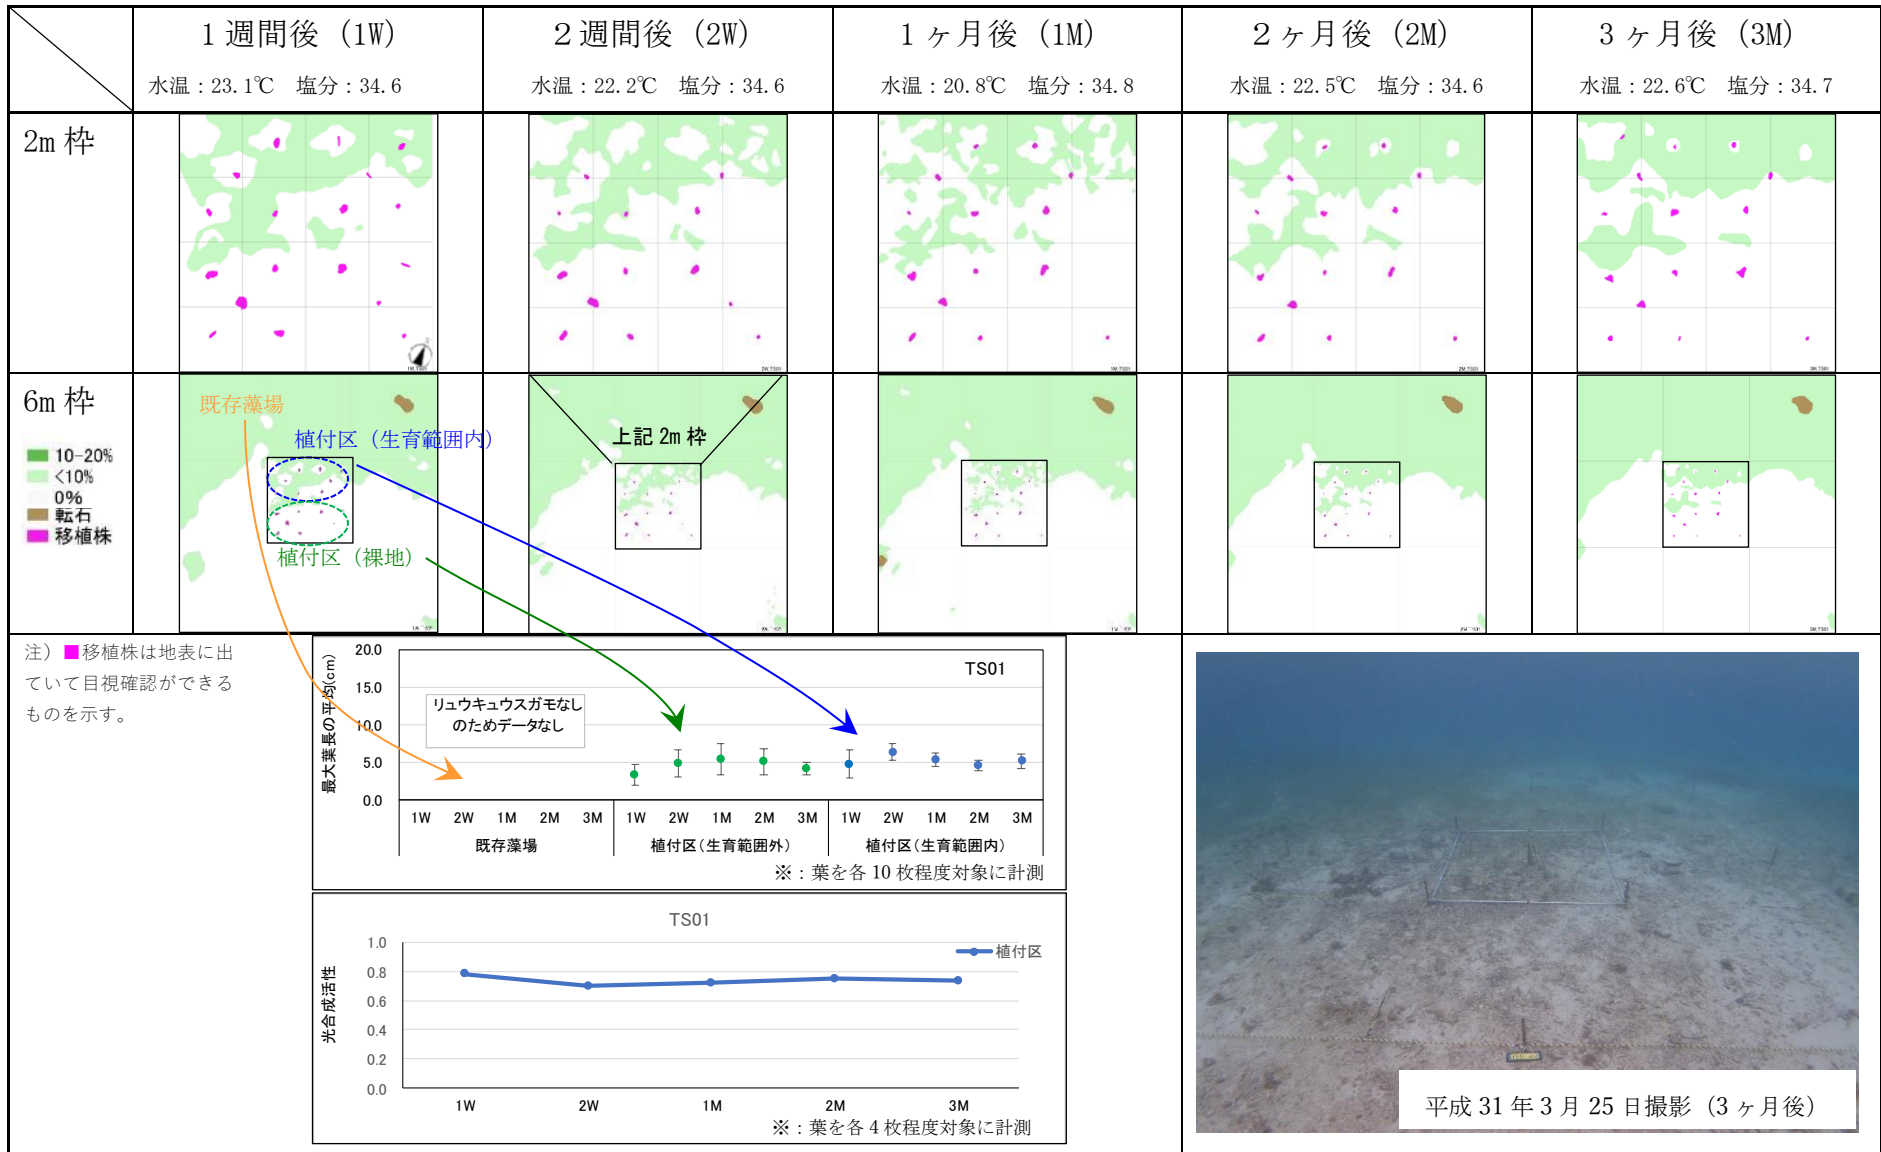 1週間後（1W）
水温：23.1℃　塩分：34.6
2週間後（2W）
水温：22.2℃　塩分：34.6
1ヶ月後（1M）
水温：20.8℃　塩分：34.8
2ヶ月後（2M）
水温：22.5℃　塩分：34.6
3ヶ月後（3M）
水温：22.6℃　塩分：34.7
2m 枠
1W_TS01
2W_TS01
1M_TS01
2M_TS01
3M_TS01
6m 枠
10-20%
<10%
0%
転石
移植株
既存藻場
植付区（生育範囲内）
植付区（裸地）
上記 2m 枠
注）■移植株は地表に出
ていて目視確認ができる
ものを示す。
最大葉長の平均(cm)
20.0
15.0
10.0
5.0
0.0
TS01
リュウキュウスガモなし
のためデータなし
1W 2W 1M 2M 3M 1W 2W 1M 2M 3M 1W 2W 1M 2M 3M
既存藻場 植付区(生育範囲外) 植付区(生育範囲内)
※：葉を各 10 枚程度対象に計測
TS01
植付区
光合成活性
1.0
0.8
0.6
0.4
0.2
0.0
1W 2W 1M 2M 3M
※：葉を各 4 枚程度対象に計測
平成 31 年 3 月 25 日撮影（3 ヶ月後）